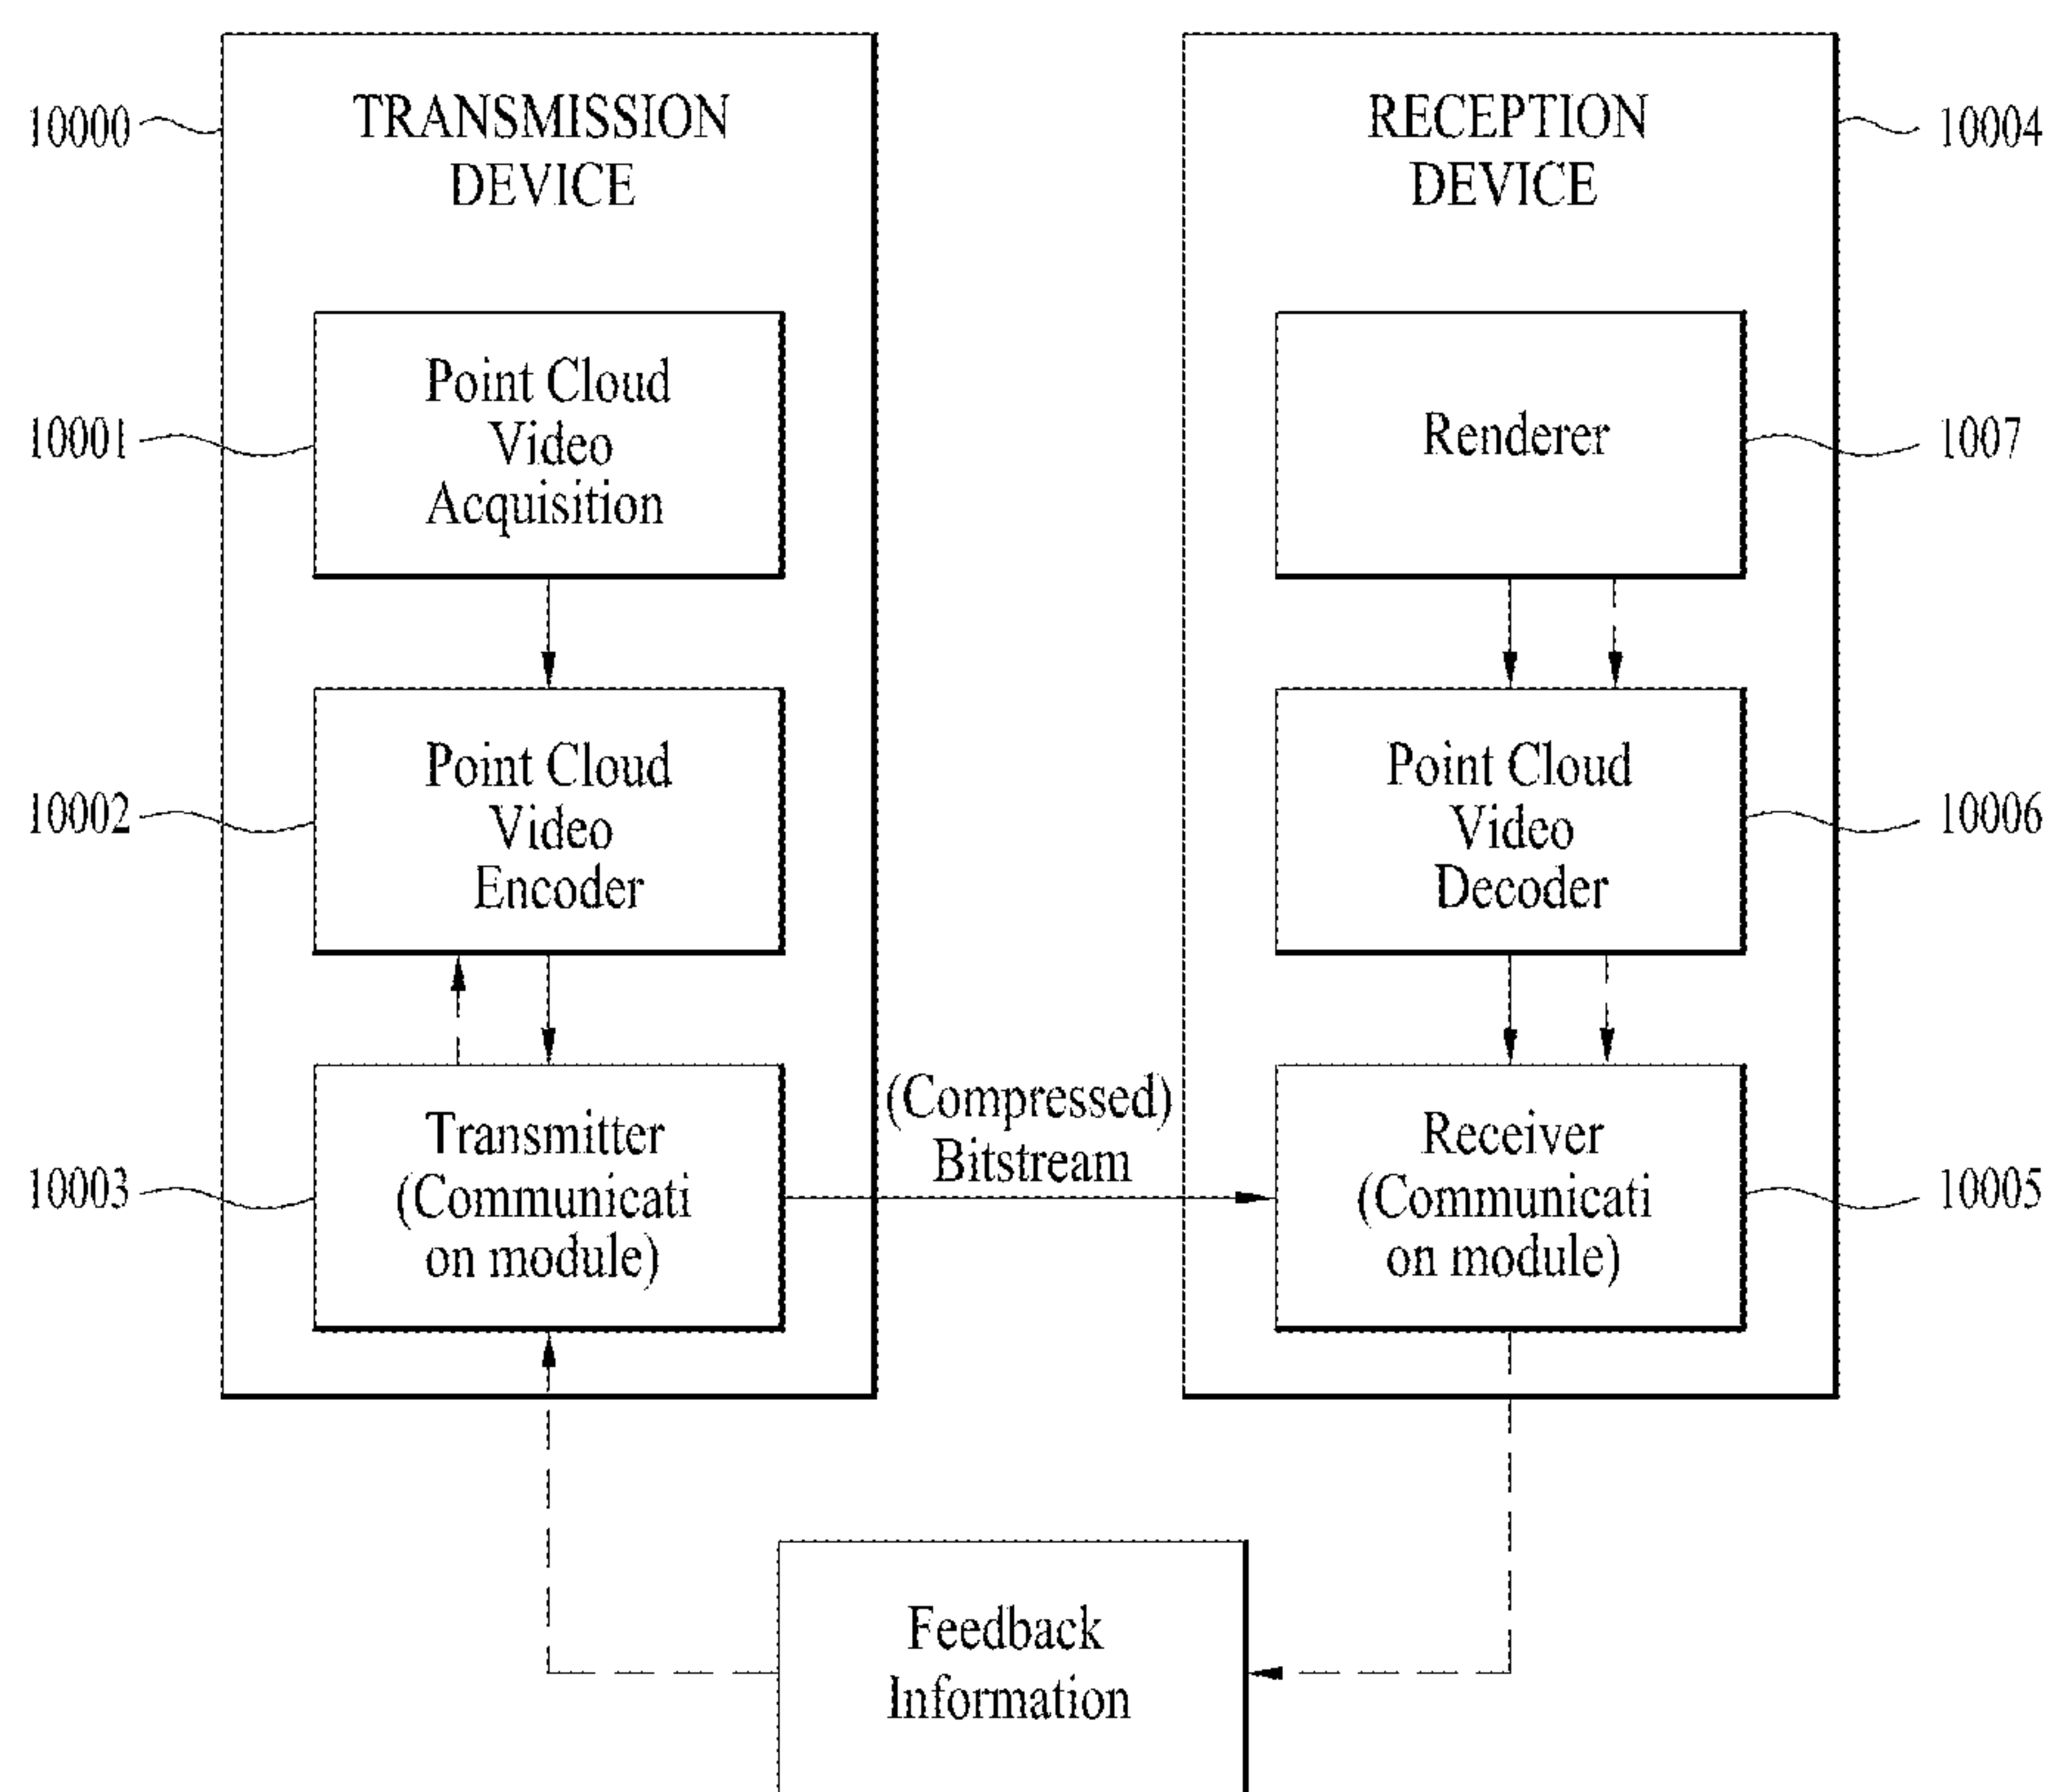 TRANSMISSION
DEVICE
10000
Point Cloud
Video
Acquisition
10001
Point Cloud
Video
Encoder
10002
Transmitter
(Communicati
on module)
10003
(Compressed)
Bitstream
RECEPTION
DEVICE
10004
Renderer
1007
Point Cloud
Video
Decoder
10006
Receiver
(Communicati
on module)
10005
Feedback
Information